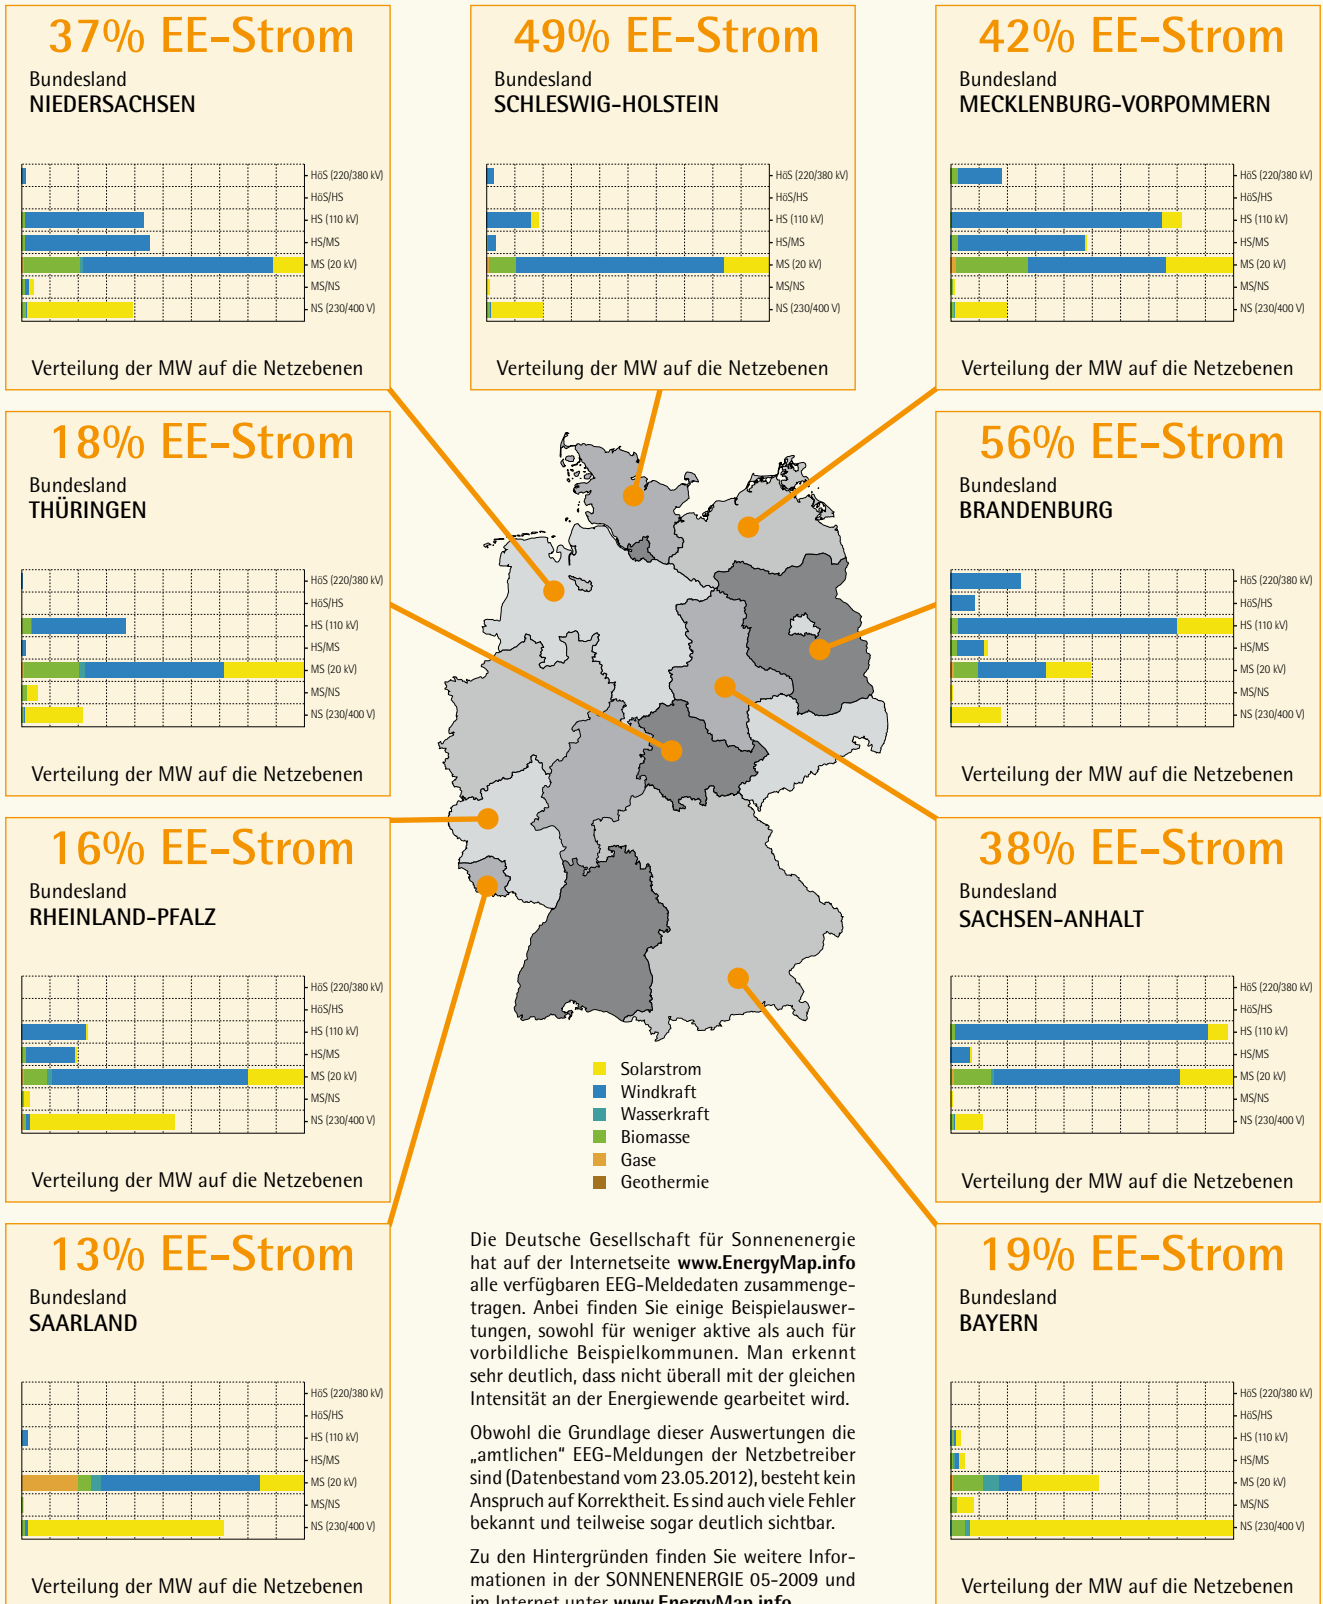 37% EE-Strom
Bundesland
NIEDERSACHSEN
HöS (220/380 kV)
HöS/HS
HS (110 kV)
HS/MS
MS (20 kV)
MS/NS
NS (230/400 V)
Verteilung der MW auf die Netzebenen
49% EE-Strom
Bundesland
SCHLESWIG-HOLSTEIN
HöS (220/380 kV)
HöS/HS
HS (110 kV)
HS/MS
MS (20 kV)
MS/NS
NS (230/400 V)
Verteilung der MW auf die Netzebenen
42% EE-Strom
Bundesland
MECKLENBURG-VORPOMMERN
HöS (220/380 kV)
HöS/HS
HS (110 kV)
HS/MS
MS (20 kV)
MS/NS
NS (230/400 V)
Verteilung der MW auf die Netzebenen
18% EE-Strom
Bundesland
THÜRINGEN
HöS (220/380 kV)
HöS/HS
HS (110 kV)
HS/MS
MS (20 kV)
MS/NS
NS (230/400 V)
Verteilung der MW auf die Netzebenen
56% EE-Strom
Bundesland
BRANDENBURG
HöS (220/380 kV)
HöS/HS
HS (110 kV)
HS/MS
MS (20 kV)
MS/NS
NS (230/400 V)
Verteilung der MW auf die Netzebenen
16% EE-Strom
Bundesland
RHEINLAND-PFALZ
HöS (220/380 kV)
HöS/HS
HS (110 kV)
HS/MS
MS (20 kV)
MS/NS
NS (230/400 V)
Verteilung der MW auf die Netzebenen
38% EE-Strom
Bundesland
SACHSEN-ANHALT
HöS (220/380 kV)
HöS/HS
HS (110 kV)
HS/MS
MS (20 kV)
MS/NS
NS (230/400 V)
Verteilung der MW auf die Netzebenen
Solarstrom
Windkraft
Wasserkraft
Biomasse
Gase
Geothermie
13% EE-Strom
Bundesland
SAARLAND
HöS (220/380 kV)
HöS/HS
HS (110 kV)
HS/MS
MS (20 kV)
MS/NS
NS (230/400 V)
Verteilung der MW auf die Netzebenen
Die Deutsche Gesellschaft für Sonnenenergie
hat auf der Internetseite www.EnergyMap.info
alle verfügbaren EEG-Meldedaten zusammenge-
tragen. Anbei finden Sie einige Beispielauswer-
tungen, sowohl für weniger aktive als auch für
vorbildliche Beispielkommunen. Man erkennt
sehr deutlich, dass nicht überall mit der gleichen
Intensität an der Energiewende gearbeitet wird.
Obwohl die Grundlage dieser Auswertungen die
„amtlichen“ EEG-Meldungen der Netzbetreiber
sind (Datenbestand vom 23.05.2012), besteht kein
Anspruch auf Korrektheit. Es sind auch viele Fehler
bekannt und teilweise sogar deutlich sichtbar.
Zu den Hintergründen finden Sie weitere Infor-
mationen in der SONNENENERGIE 05-2009 und
im Internet unter www.EnergyMap.info
19% EE-Strom
Bundesland
BAYERN
HöS (220/380 kV)
HöS/HS
HS (110 kV)
HS/MS
MS (20 kV)
MS/NS
NS (230/400 V)
Verteilung der MW auf die Netzebenen